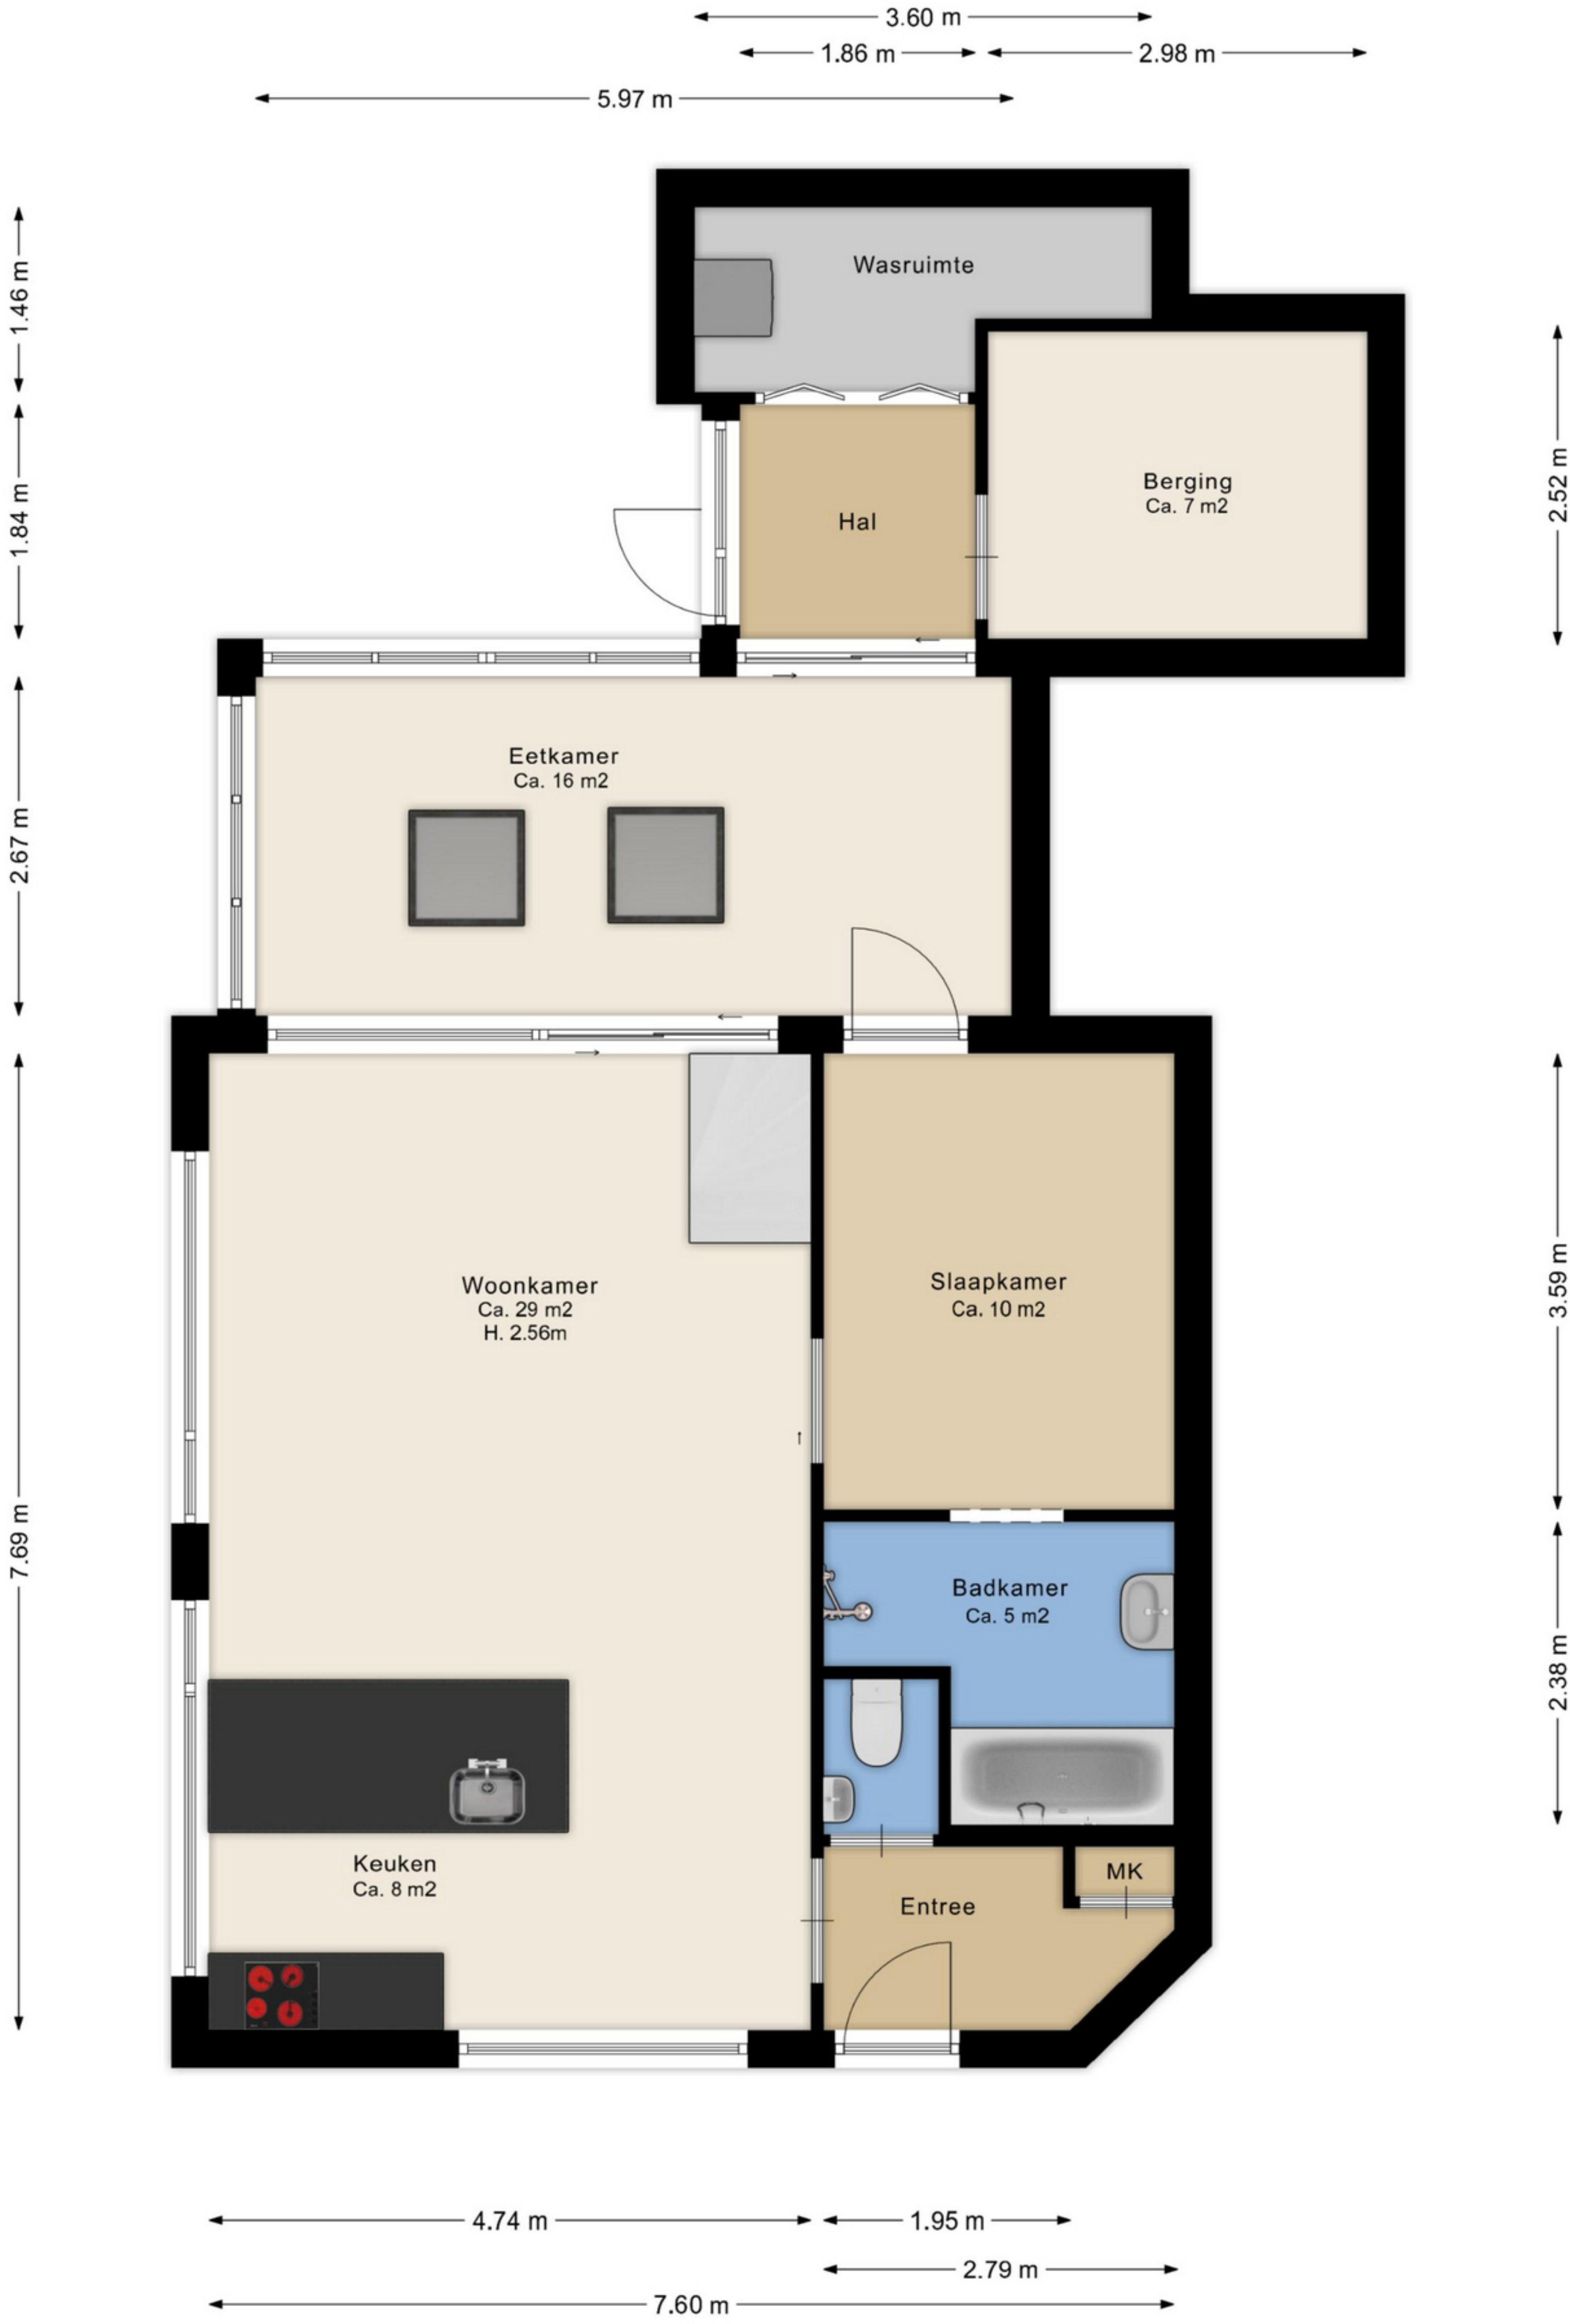 3.60 m
1.86 m
2.98 m
5.97 m
1.46 m
Wasruimte
1.84 m
2.52 m
Berging
Ca. 7 m2
Hal
2.67 m
Eetkamer
Ca. 16 m2
Woonkamer
Ca. 29 m2
H. 2.56m
Slaapkamer
Ca. 10 m2
3.59 m
7.69 m
Badkamer
Ca. 5 m2
2.38 m
Keuken
Ca. 8 m2
Entree
MK
4.74 m
1.95 m
2.79 m
7.60 m